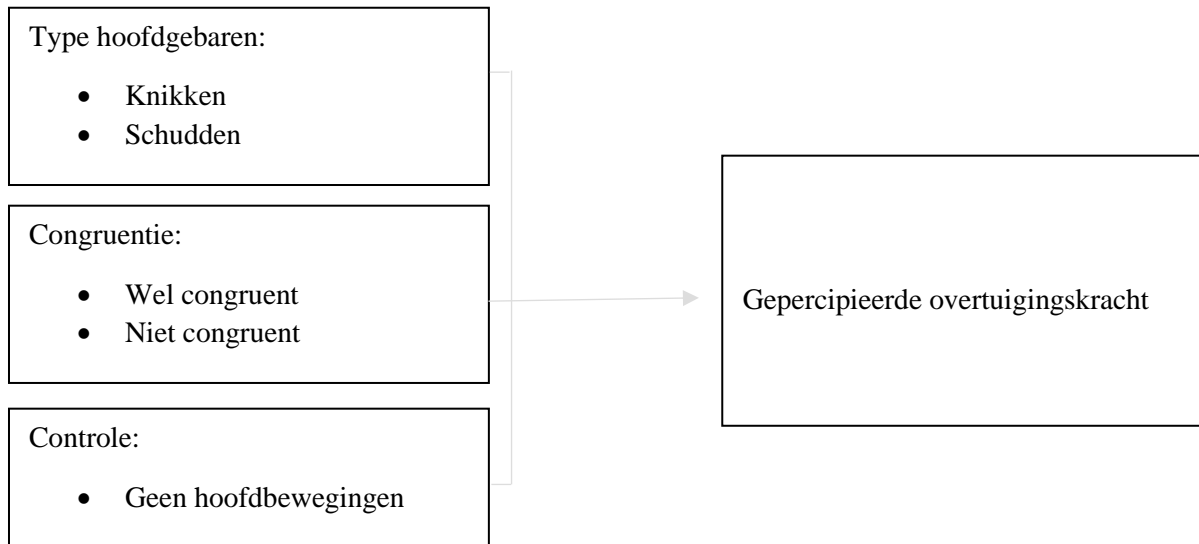 Type hoofdgebaren:
• Knikken
• Schudden
Congruentie:
• Wel congruent
• Niet congruent
Controle:
• Geen hoofdbewegingen
Gepercipieerde overtuigingskracht